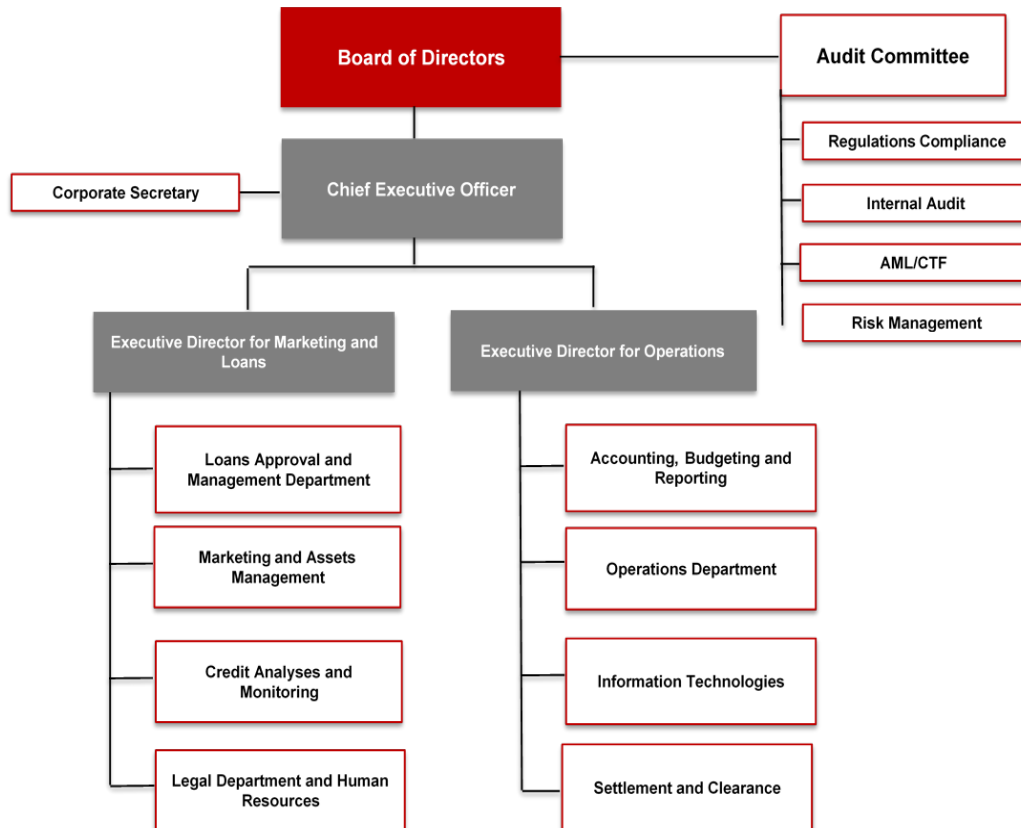 Board of Directors
Audit Committee
Regulations Compliance
Chief Executive Officer
Corporate Secretary
Internal Audit
AML/CTF
Risk Management
Executive Director for Marketing and
Loans
Executive Director for Operations
Loans Approval and
Management Department
Accounting, Budgeting and
Reporting
Marketing and Assets
Management
Operations Department
Credit Analyses and
Monitoring
Information Technologies
Legal Department and Human
Resources
Settlement and Clearance